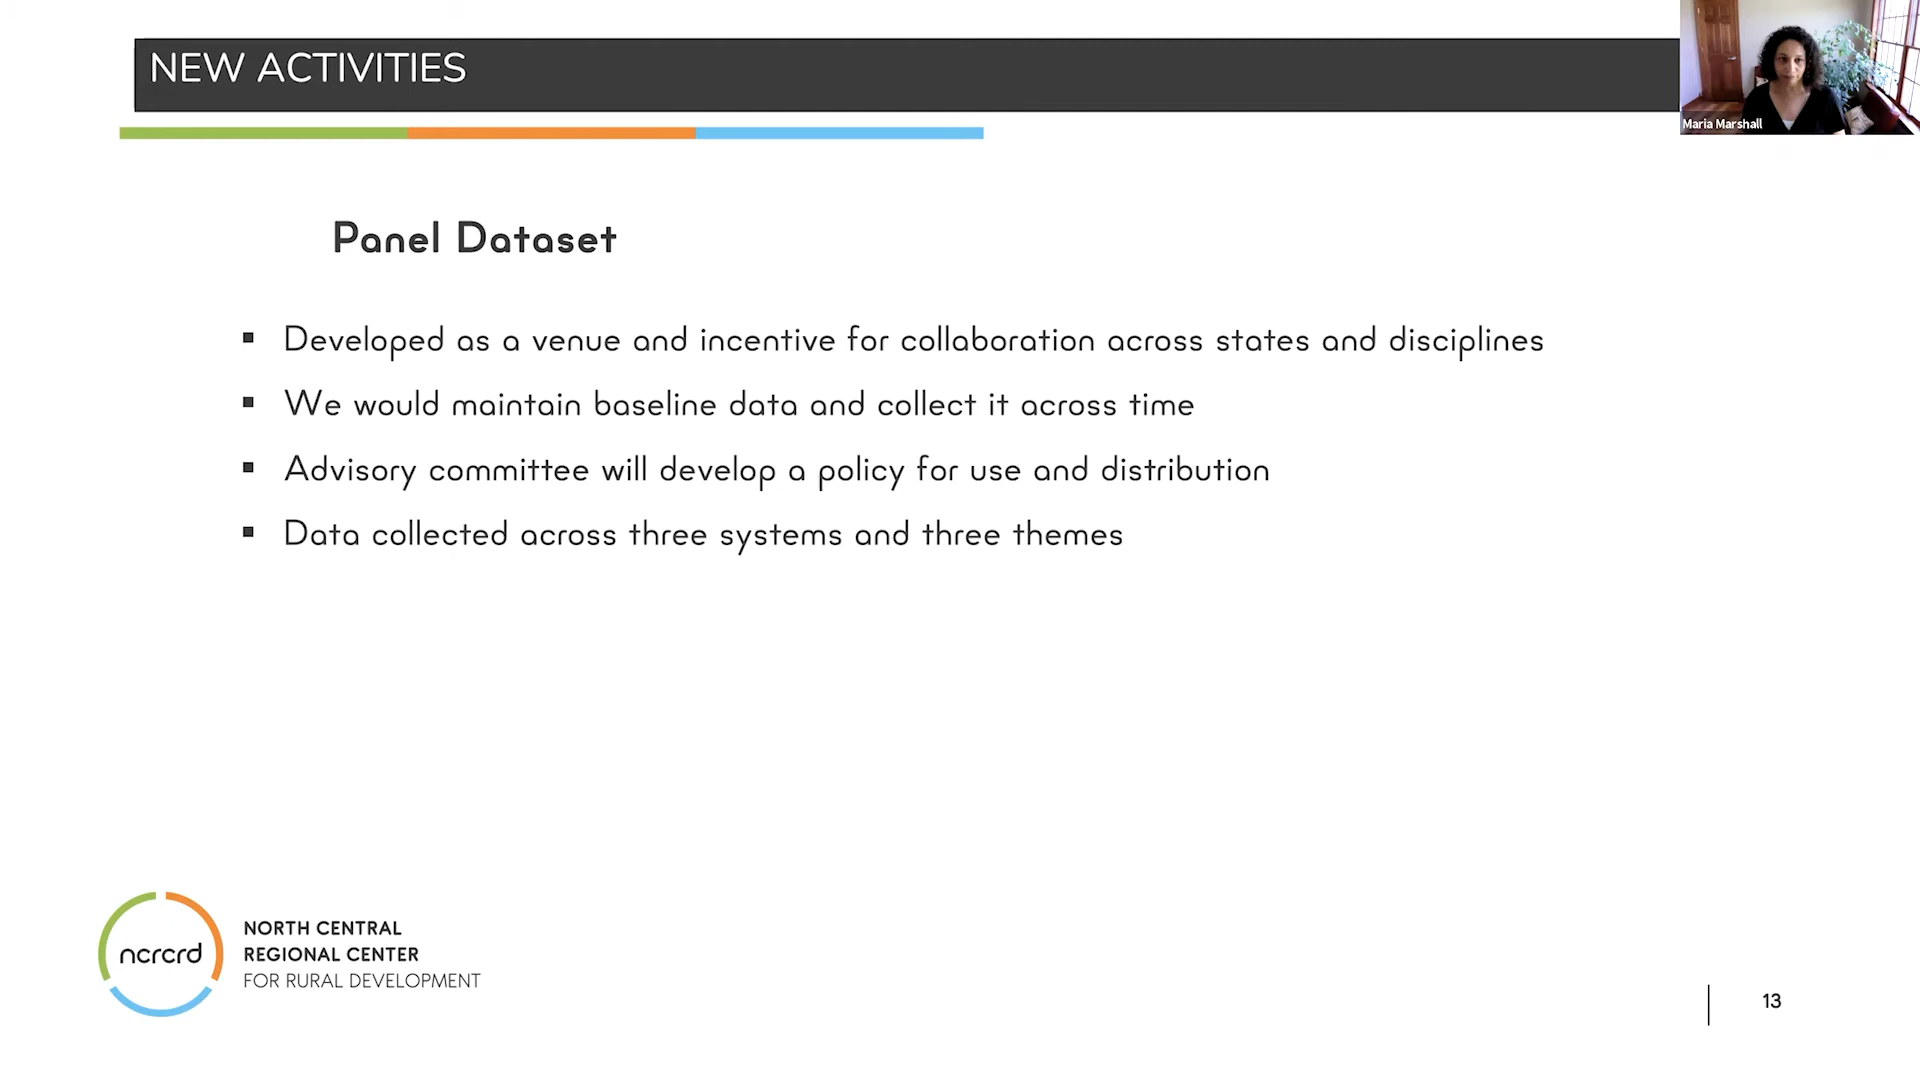 NEW ACTIVITIES
Maria Marshall
Panel Dataset
▪ Developed as a venue and incentive for collaboration across states and disciplines
▪ We would maintain baseline data and collect it across time
▪ Advisory committee will develop a policy for use and distribution
▪ Data collected across three systems and three themes
ncrcrd
NORTH CENTRAL
REGIONAL CENTER
FOR RURAL DEVELOPMENT
13